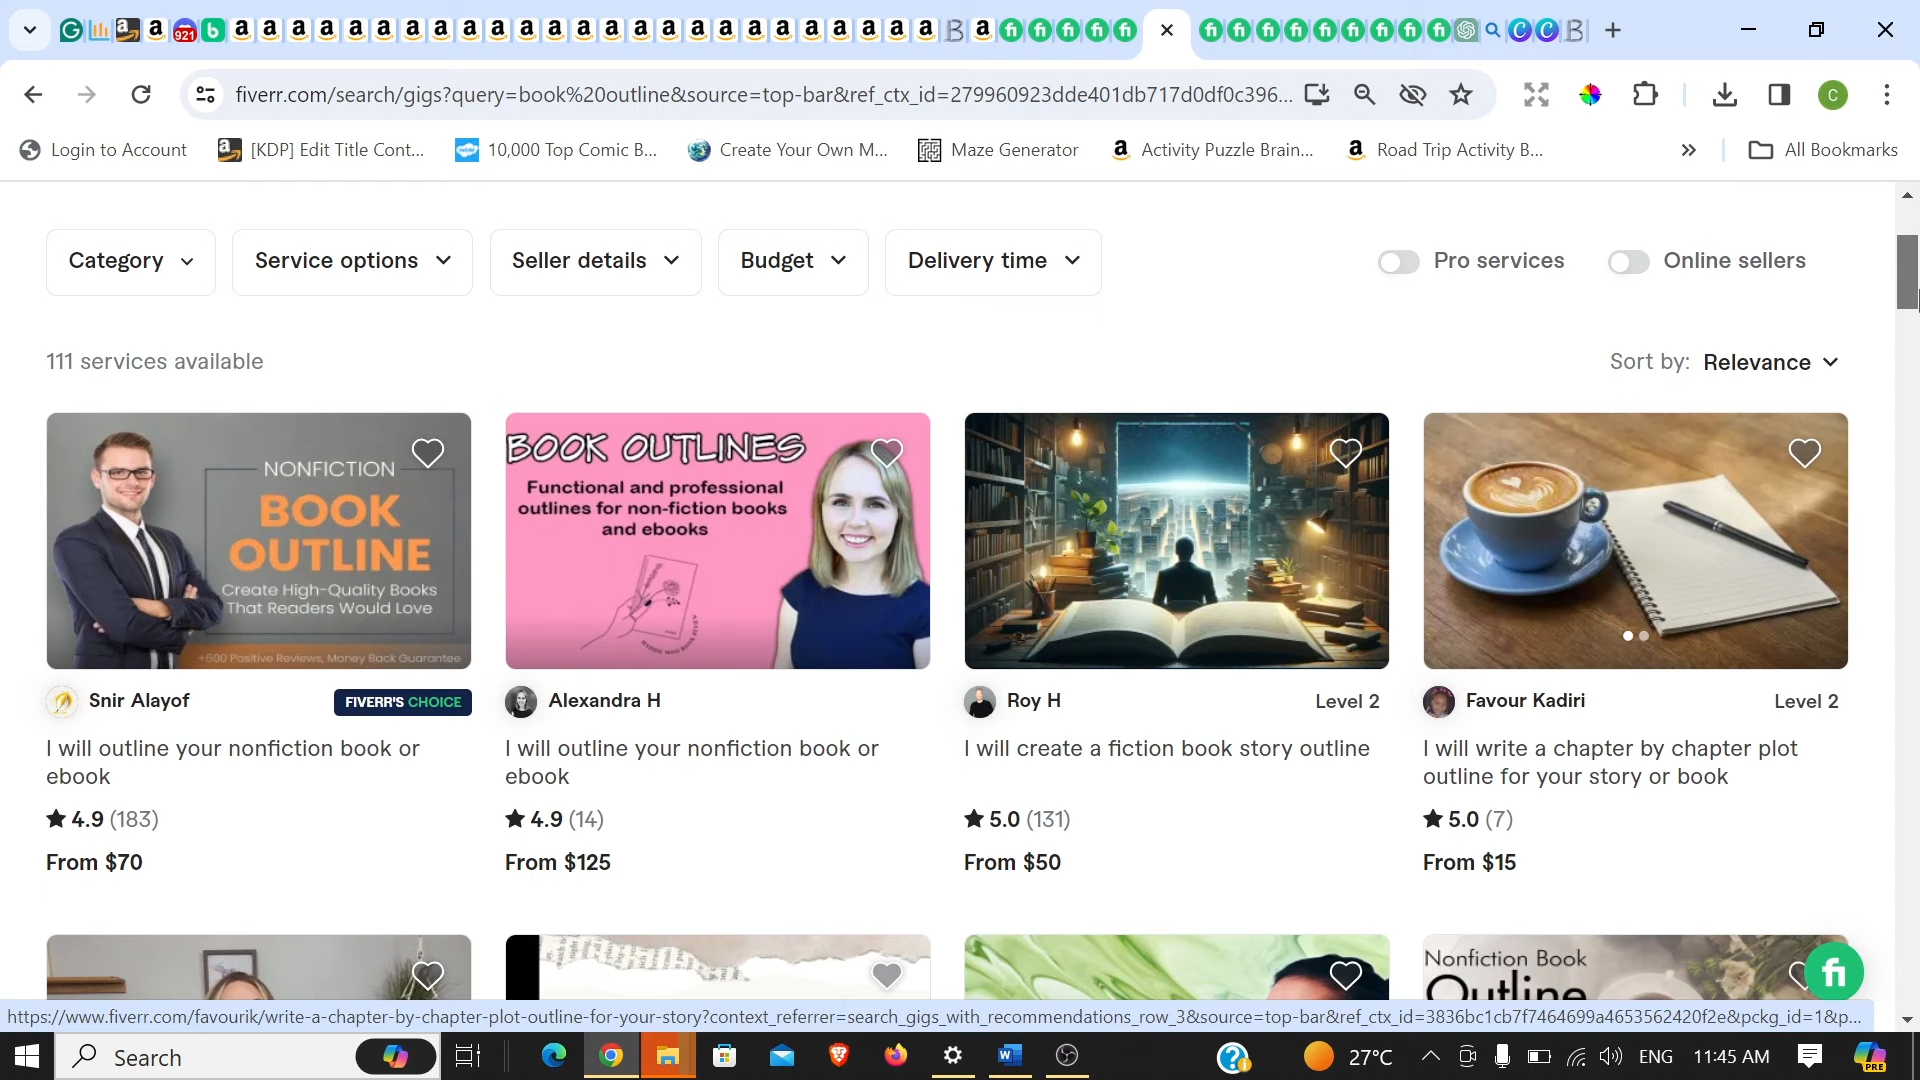 921
fiverr.com/search/gigs?query=book%20outline&source=top-bar&ref_ctx_id=279960923dde401db717d0df0c396...
C
Login to Account
[KDP] Edit Title Cont...
10,000 Top Comic B...
Create Your Own M...
Maze Generator
Activity Puzzle Brain...
Road Trip Activity B...
»
All Bookmarks
Category
Service options
Seller details
Budget
Delivery time
Pro services
Online sellers
111 services available
Sort by: Relevance
NONFICTION
BOOK
OUTLINE
Create High-Quality Books
That Readers Would Love
+500 Positive Reviews, Money Back Guarantee
BOOK OUTLINES
Functional and professional
outlines for non-fiction books
and ebooks
Snir Alayof
FIVERR'S CHOICE
Alexandra H
Roy H
Level 2
Favour Kadiri
Level 2
I will outline your nonfiction book or
ebook
I will outline your nonfiction book or
ebook
I will create a fiction book story outline
I will write a chapter by chapter plot
outline for your story or book
4.9 (183)
4.9 (14)
5.0 (131)
5.0 (7)
From $70
From $125
From $50
From $15
Nonfiction Book
Outline
fi
https://www.fiverr.com/favourik/write-a-chapter-by-chapter-plot-outline-for-your-story?context_referrer=search_gigs_with_recommendations_row_3&source=top-bar&ref_ctx_id=3836bc1cb7f7464699a4653562420f2e&pckg_id=1&p...
Search
27°C
ENG
11:45 AM
PRE